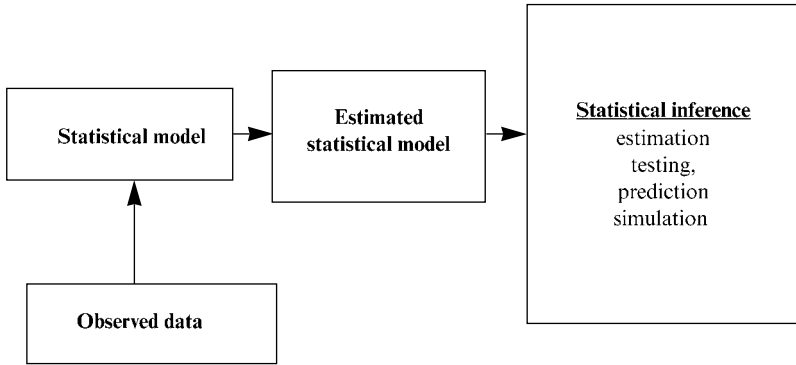 Statistical model
Estimated
statistical model
Statistical inference
estimation
testing,
prediction
simulation
Observed data